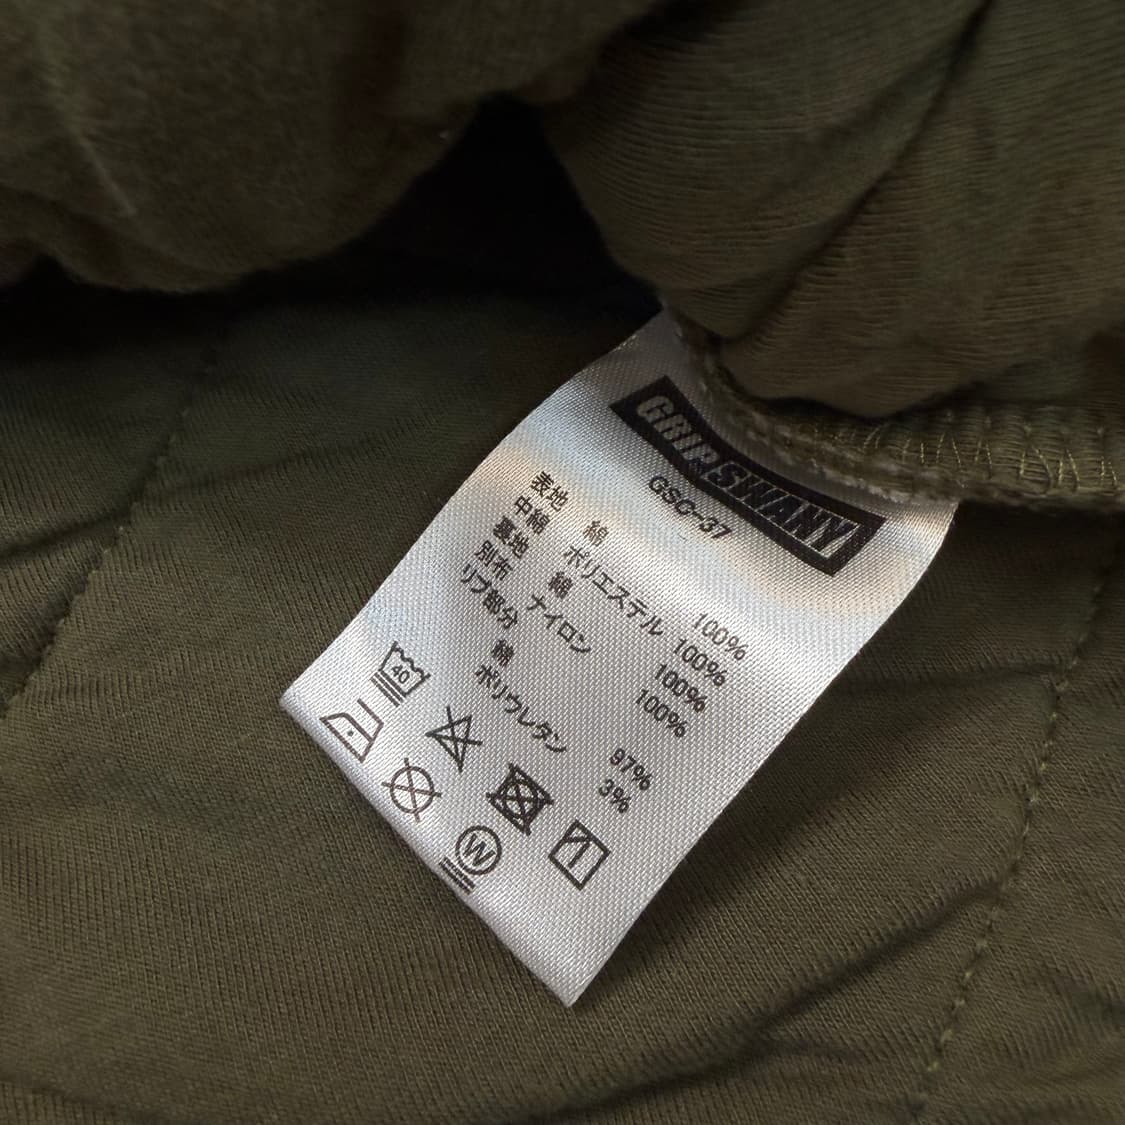 GRIP SWANY
GSC-37
表地 綿 100%
中綿 ポリエステル 100%
裏地 綿 100%
別布 ナイロン 100%
リブ部分
綿 97%
ポリウレタン 3%
40
W